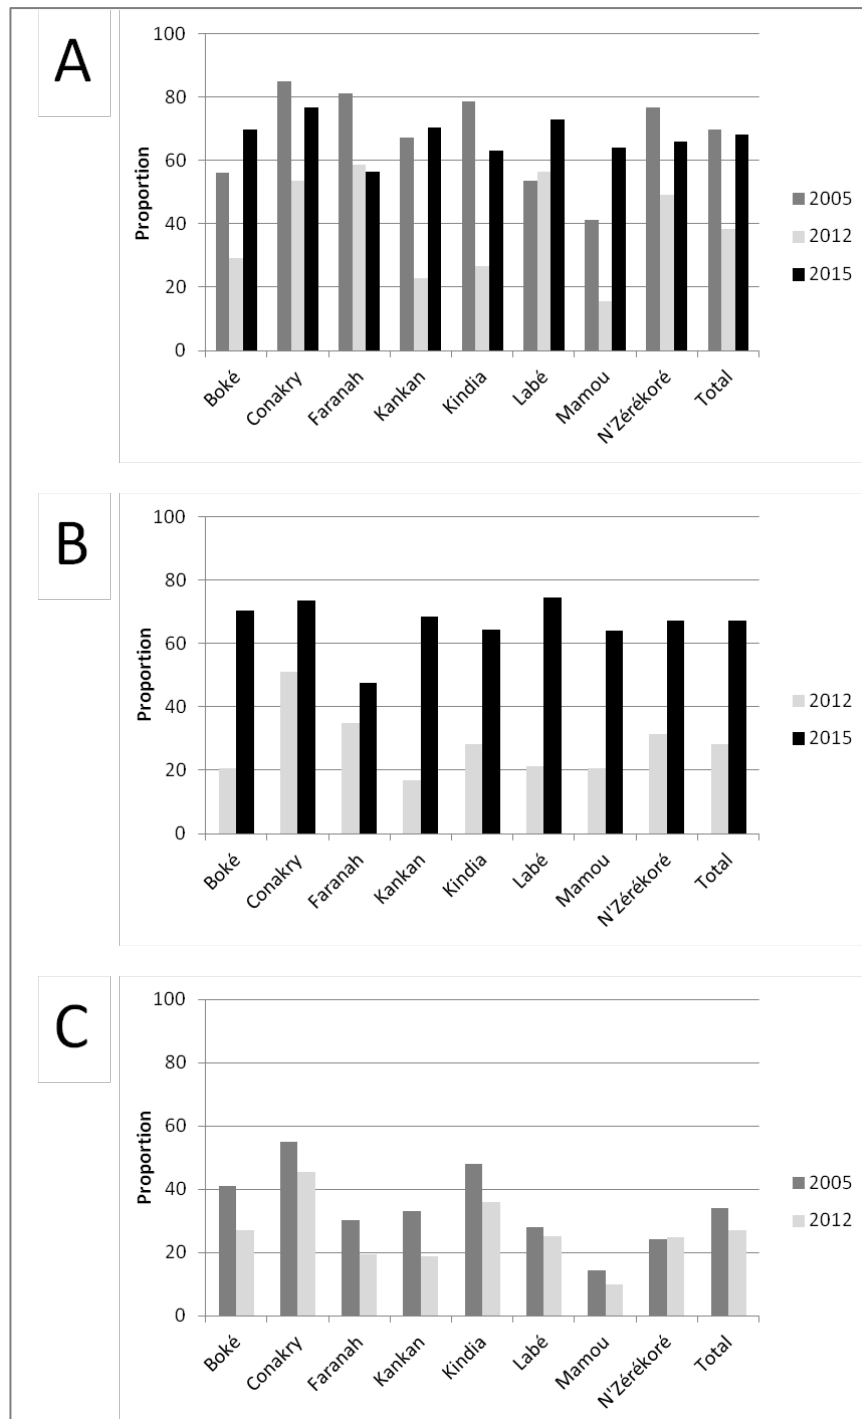 A
100
80
60
40
20
0
Proportion
Boké
Conakry
Faranah
Kankan
Kindia
Labé
Mamou
N'Zérékoré
Total
2005
2012
2015
B
100
80
60
40
20
0
Proportion
Boké
Conakry
Faranah
Kankan
Kindia
Labé
Mamou
N'Zérékoré
Total
2012
2015
C
100
80
60
40
20
0
Proportion
Boké
Conakry
Faranah
Kankan
Kindia
Labé
Mamou
N'Zérékoré
Total
2005
2012